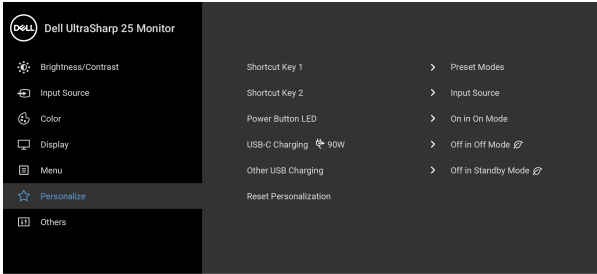 DELL Dell UltraSharp 25 Monitor
Brightness/Contrast Shortcut Key 1 Preset Modes
Input Source Shortcut Key 2 Input Source
Color Power Button LED On in On Mode
Display USB-C Charging 90W Off in Off Mode
Menu Other USB Charging Off in Standby Mode
Personalize Reset Personalization
Others